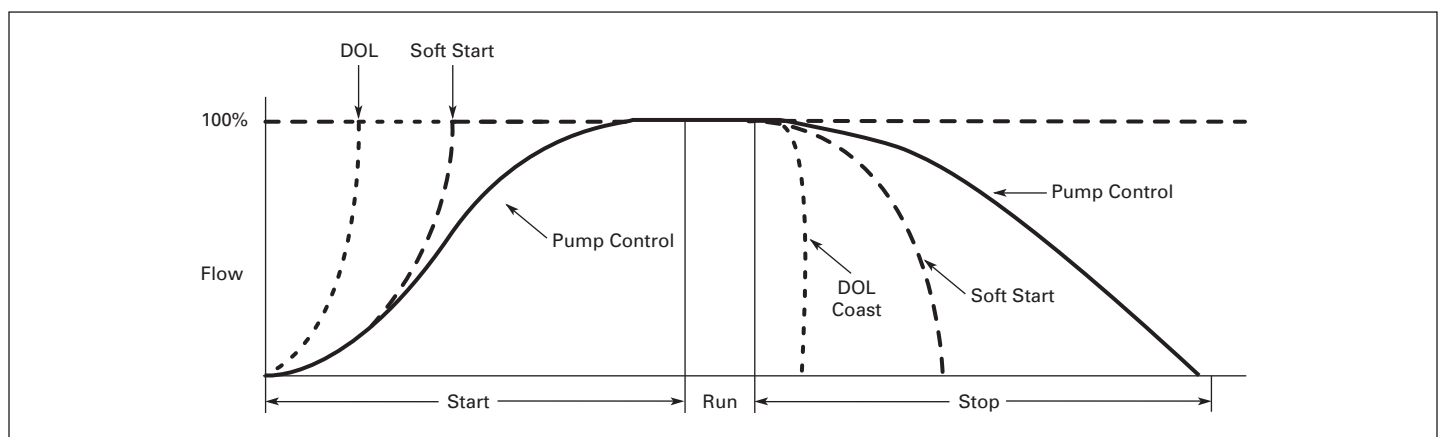 DOL
Soft Start
100%
Pump Control
Pump Control
Flow
DOL
Coast
Soft Start
Start
Run
Stop